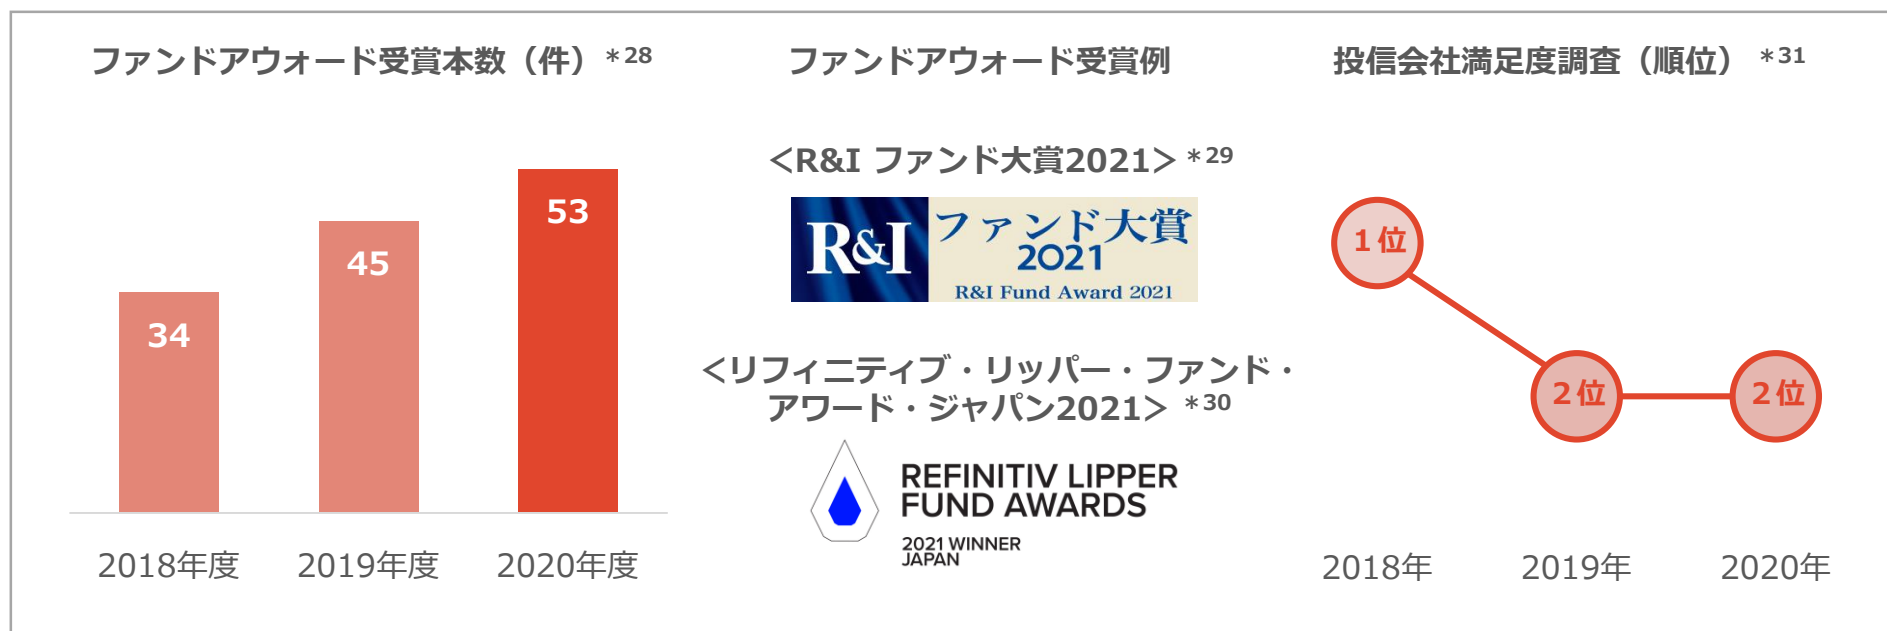 ファンドアウォード受賞本数（件）＊28
53
45
34
2018年度 2019年度 2020年度
ファンドアウォード受賞例
＜R&I ファンド大賞2021＞＊29
R&I
ファンド大賞
2021
R&I Fund Award 2021
＜リフィニティブ・リッパー・ファンド・
アワード・ジャパン2021＞＊30
REFINITIV LIPPER
FUND AWARDS
2021 WINNER
JAPAN
投信会社満足度調査（順位）＊31
１位
２位 ２位
2018年 2019年 2020年